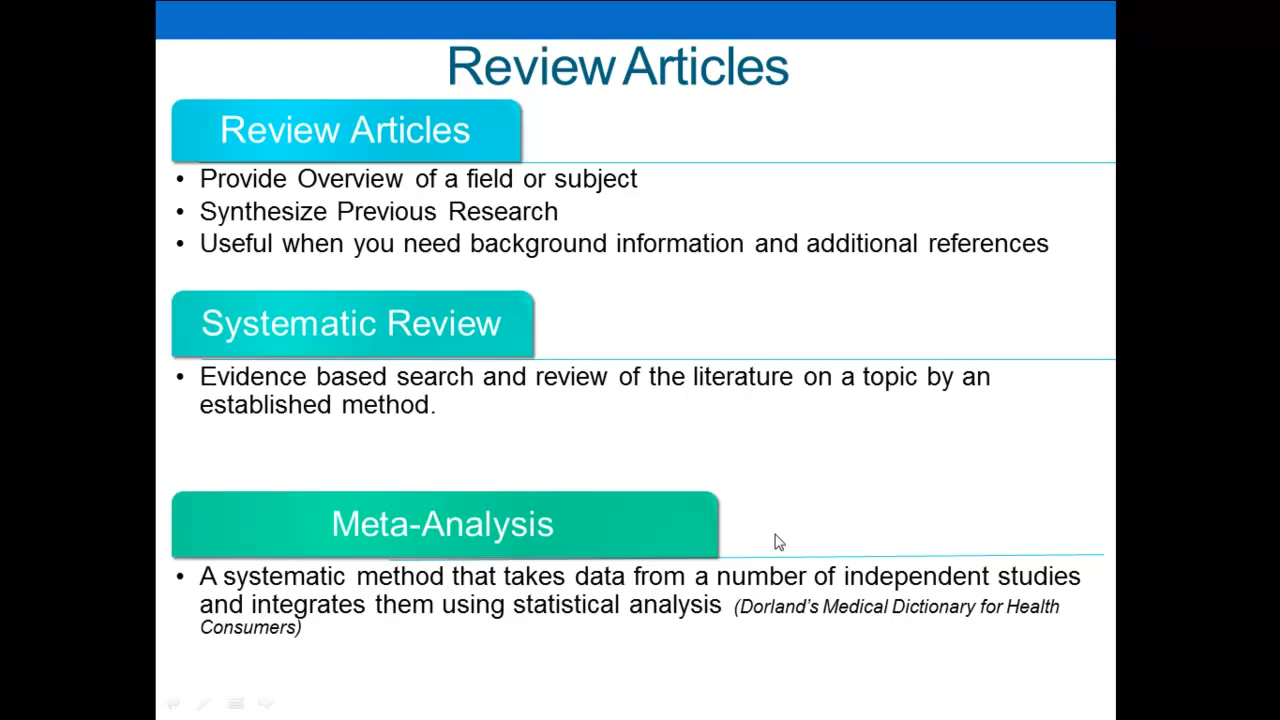 Review Articles
Review Articles
• Provide Overview of a field or subject
• Synthesize Previous Research
• Useful when you need background information and additional references
Systematic Review
• Evidence based search and review of the literature on a topic by an
established method.
Meta-Analysis
• A systematic method that takes data from a number of independent studies
and integrates them using statistical analysis (Dorland’s Medical Dictionary for Health
Consumers)